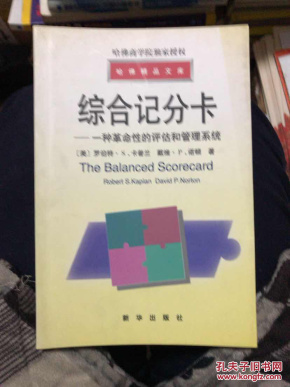 哈佛商学院独家授权
哈佛精品文库
综合记分卡
——一种革命性的评估和管理系统
[美] 罗伯特·S.卡普兰 戴维·P.诺顿 著
The Balanced Scorecard
Robert S.Kaplan David P.Norton
新华出版社
孔夫子旧书网